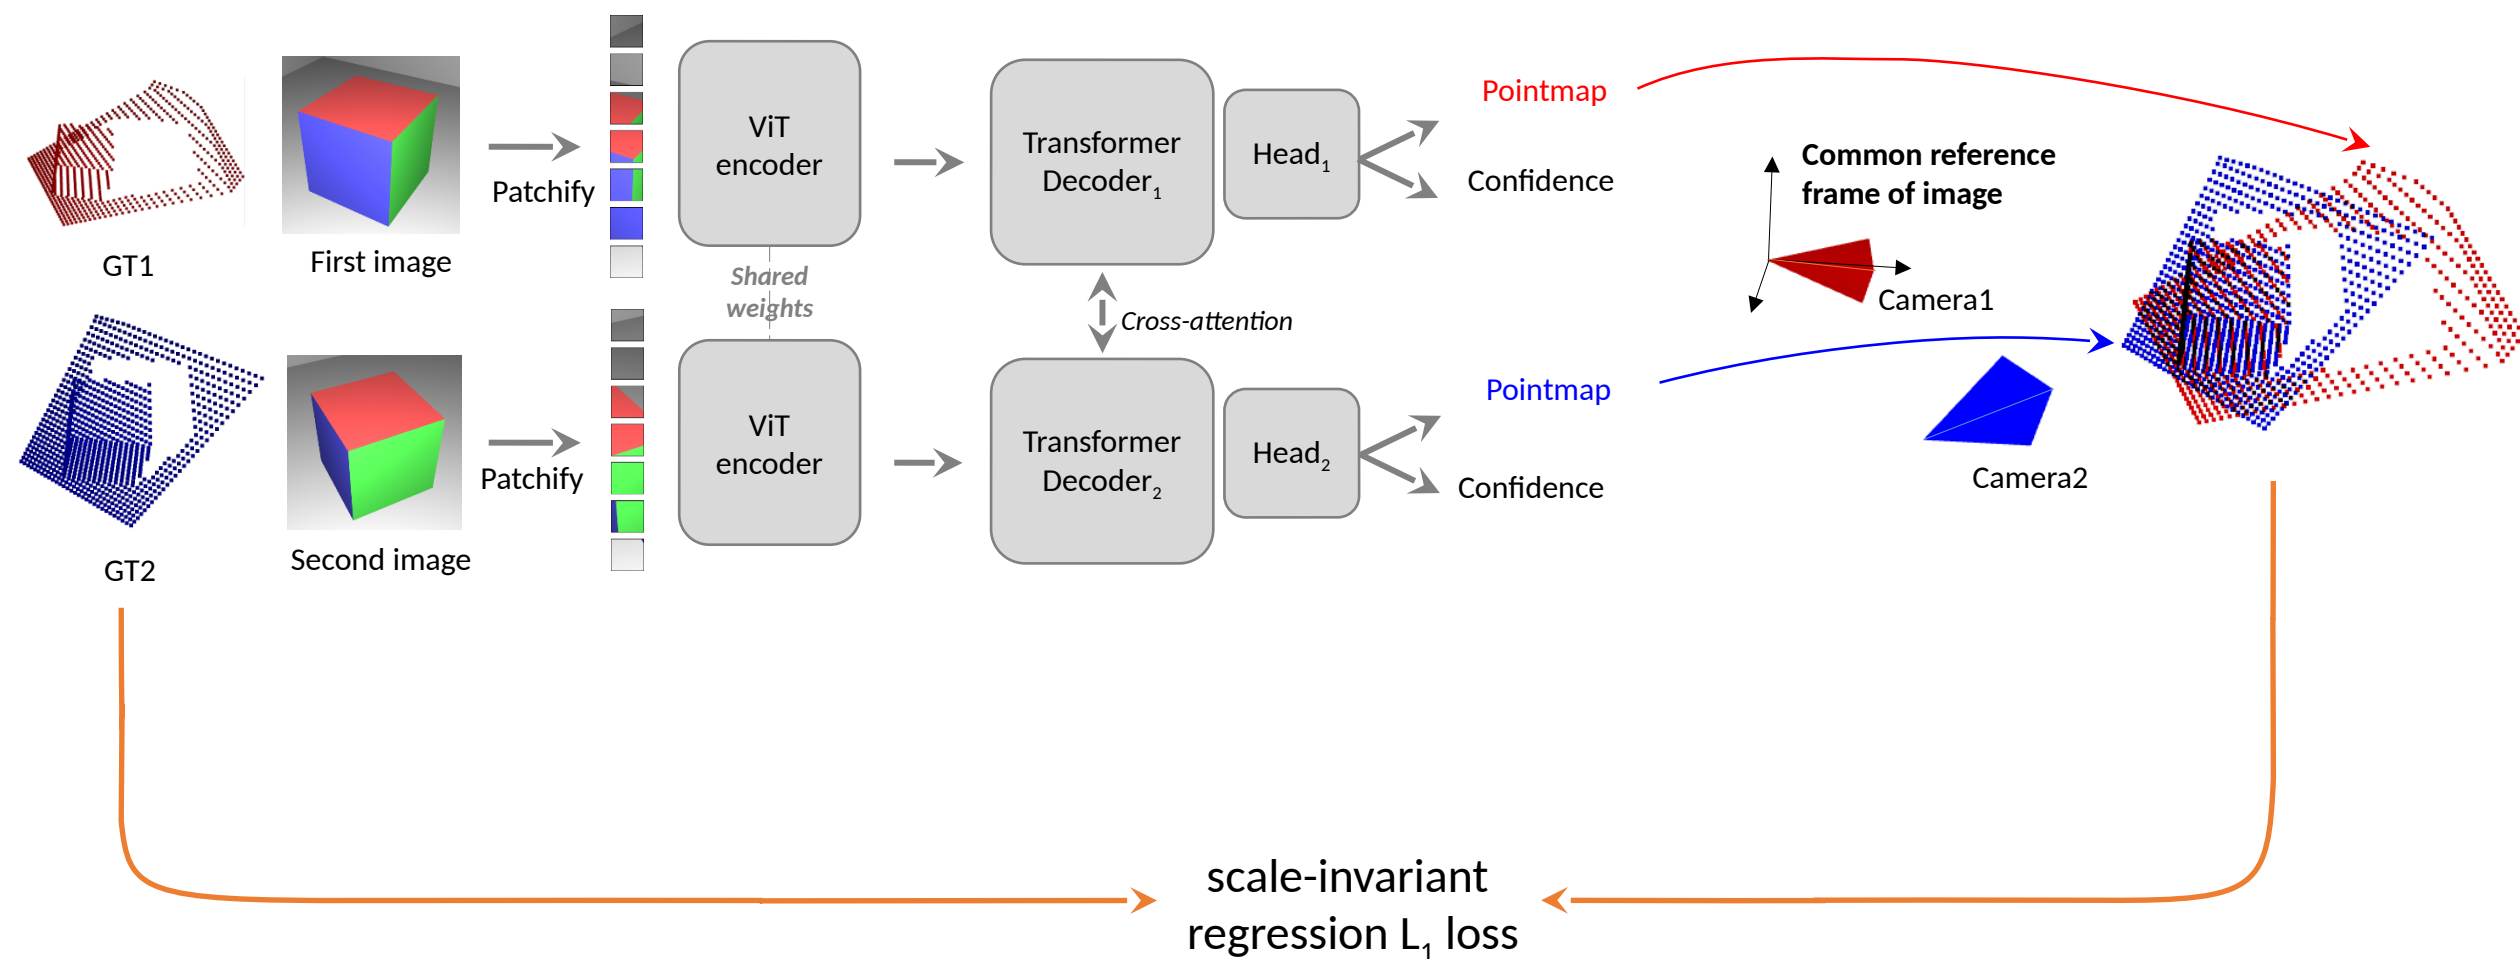 GT1
First image
Patchify
ViT
encoder
Transformer
Decoder1
Head1
Pointmap
Confidence
Common reference
frame of image
Camera1
Shared
weights
Cross-attention
GT2
Second image
Patchify
ViT
encoder
Transformer
Decoder2
Head2
Pointmap
Confidence
Camera2
scale-invariant
regression L1 loss